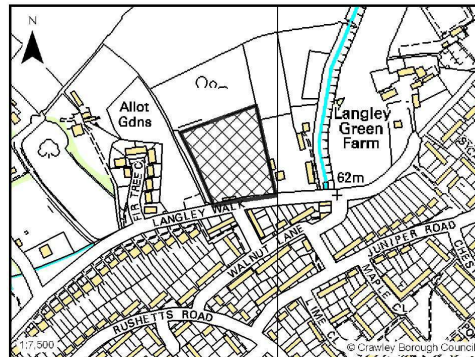 N
Allot
Gdns
Langley
Green
Farm
62m
FIR TREE CL
LANGLEY WALK
WALNUT LANE
JUNIPER ROAD
MAPLE CL
LIME CL
RUSHETTS ROAD
CRES
1:7,500
© Crawley Borough Council